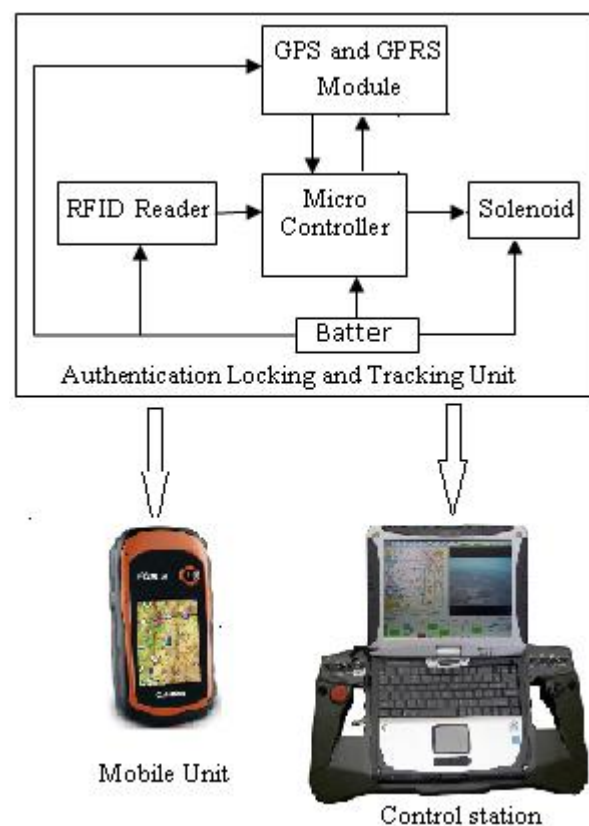 GPS and GPRS
Module
RFID Reader
Micro
Controller
Solenoid
Batter
Authentication Locking and Tracking Unit
Mobile Unit
Control station